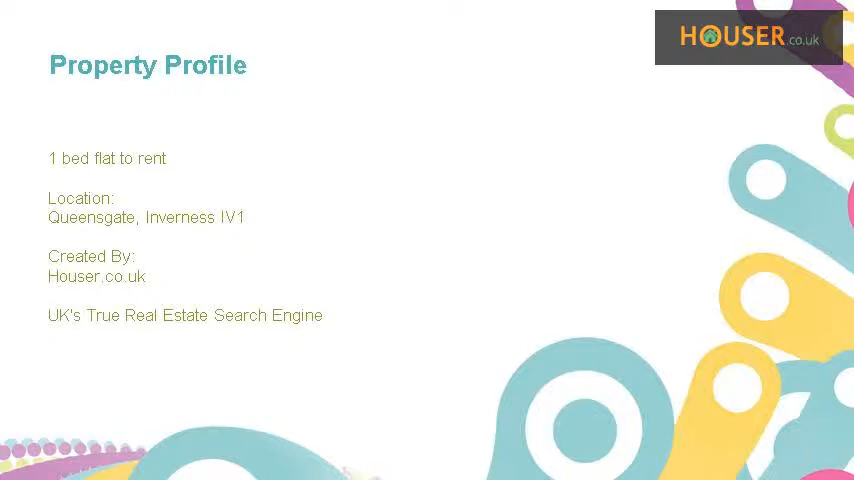 HOUSER.co.uk
Property Profile
1 bed flat to rent
Location:
Queensgate, Inverness IV1
Created By:
Houser.co.uk
UK's True Real Estate Search Engine